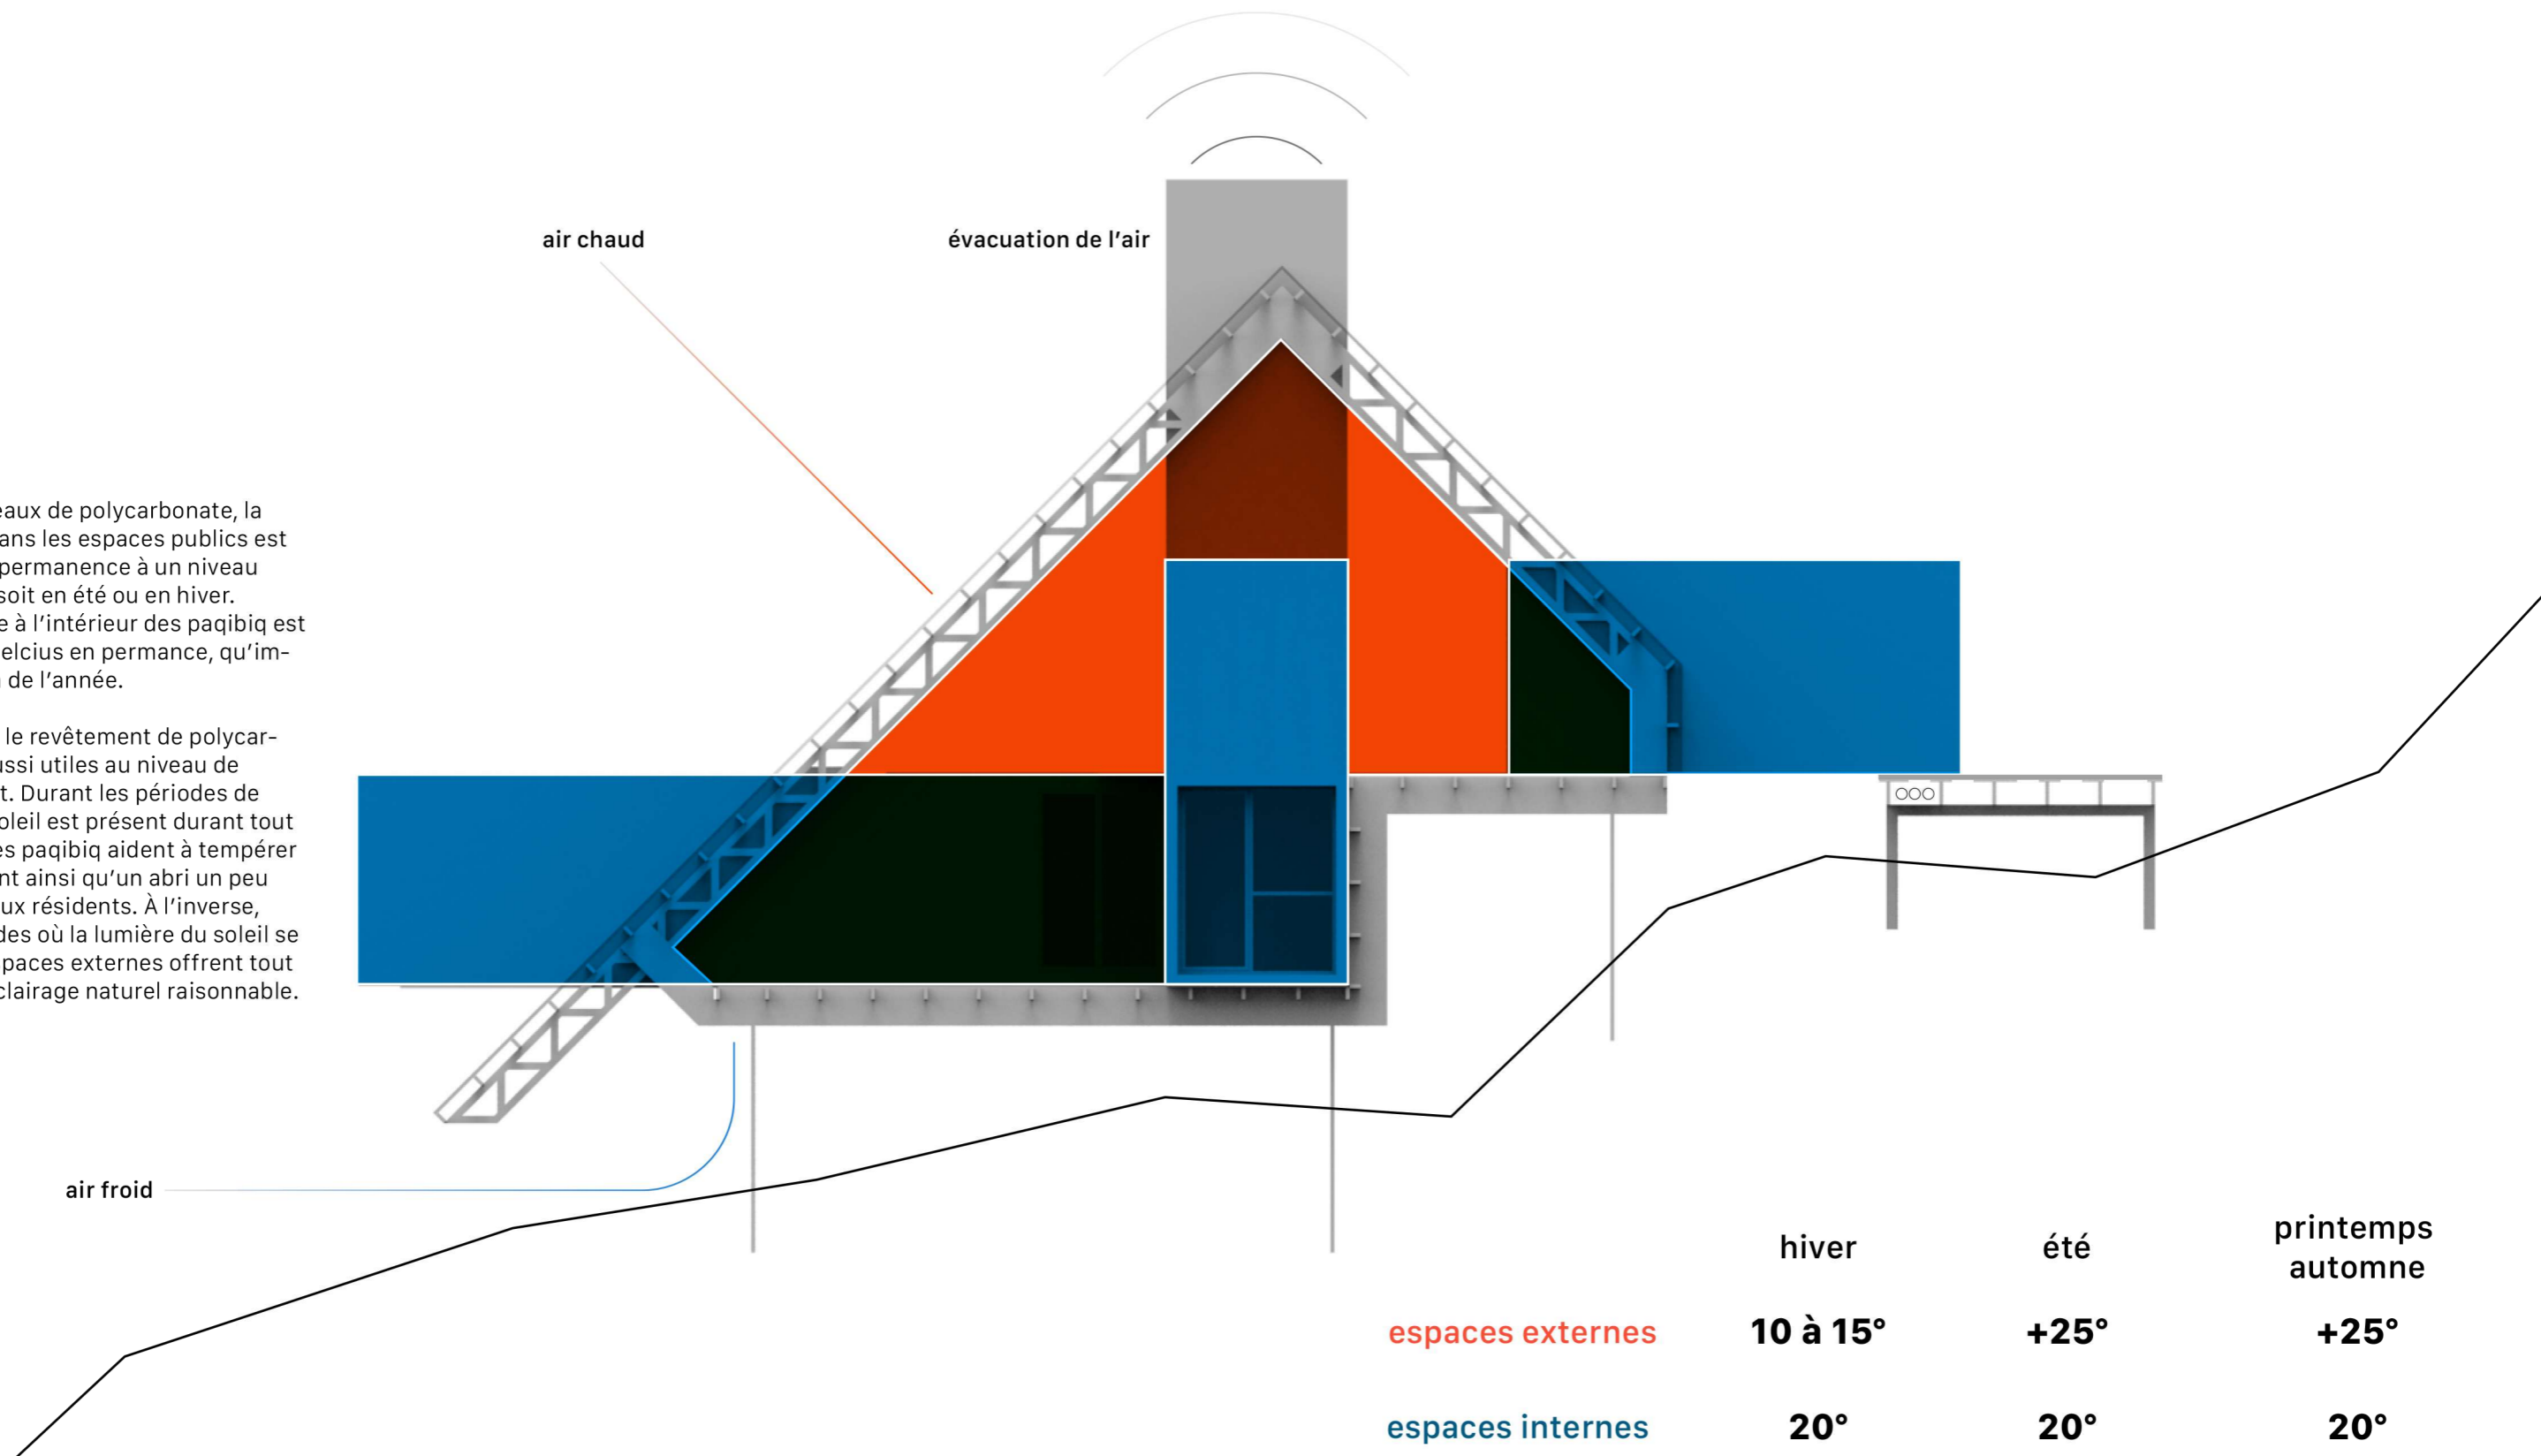 air chaud
évacuation de l'air
eaux de polycarbonate, la
ans les espaces publics est
permanence à un niveau
soit en été ou en hiver.
e à l'intérieur des paqibiq est
elcius en permance, qu'im-
de l'année.
le revêtement de polycar-
ussi utiles au niveau de
t. Durant les périodes de
oleil est présent durant tout
es paqibiq aident à tempérer
nt ainsi qu'un abri un peu
ux résidents. À l'inverse,
des où la lumière du soleil se
spaces externes offrent tout
clairage naturel raisonnable.
air froid
hiver été printemps
automne
espaces externes 10 à 15° +25° +25°
espaces internes 20° 20° 20°